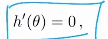 h'(θ) = 0 ,